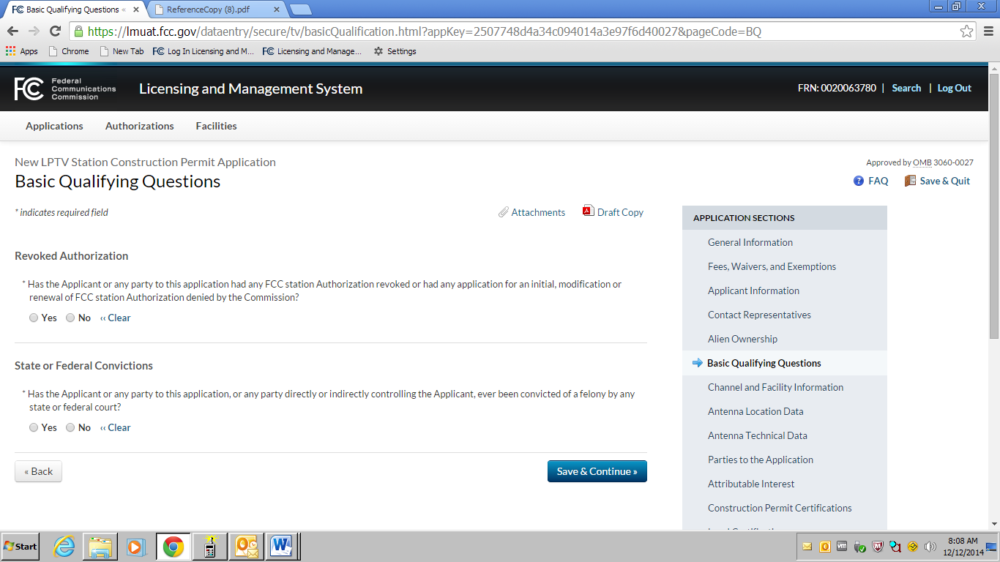 Basic Qualifying Questions «
ReferenceCopy (8).pdf
https://lmuat.fcc.gov/dataentry/secure/tv/basicQualification.html?appKey=2507748d4a34c094014a3e97f6d40027&pageCode=BQ
Apps Chrome New Tab Log In Licensing and M... Licensing and Manage... Settings
FCC Federal
Communications
Commission
Licensing and Management System
FRN: 0020063780 | Search | Log Out
Applications Authorizations Facilities
New LPTV Station Construction Permit Application
Approved by OMB 3060-0027
Basic Qualifying Questions
FAQ Save & Quit
* indicates required field
Attachments Draft Copy
Revoked Authorization
* Has the Applicant or any party to this application had any FCC station Authorization revoked or had any application for an initial, modification or
renewal of FCC station Authorization denied by the Commission?
Yes No ‹‹ Clear
State or Federal Convictions
* Has the Applicant or any party to this application, or any party directly or indirectly controlling the Applicant, ever been convicted of a felony by any
state or federal court?
Yes No ‹‹ Clear
« Back
Save & Continue »
APPLICATION SECTIONS
General Information
Fees, Waivers, and Exemptions
Applicant Information
Contact Representatives
Alien Ownership
Basic Qualifying Questions
Channel and Facility Information
Antenna Location Data
Antenna Technical Data
Parties to the Application
Attributable Interest
Construction Permit Certifications
Start
8:08 AM
12/12/2014